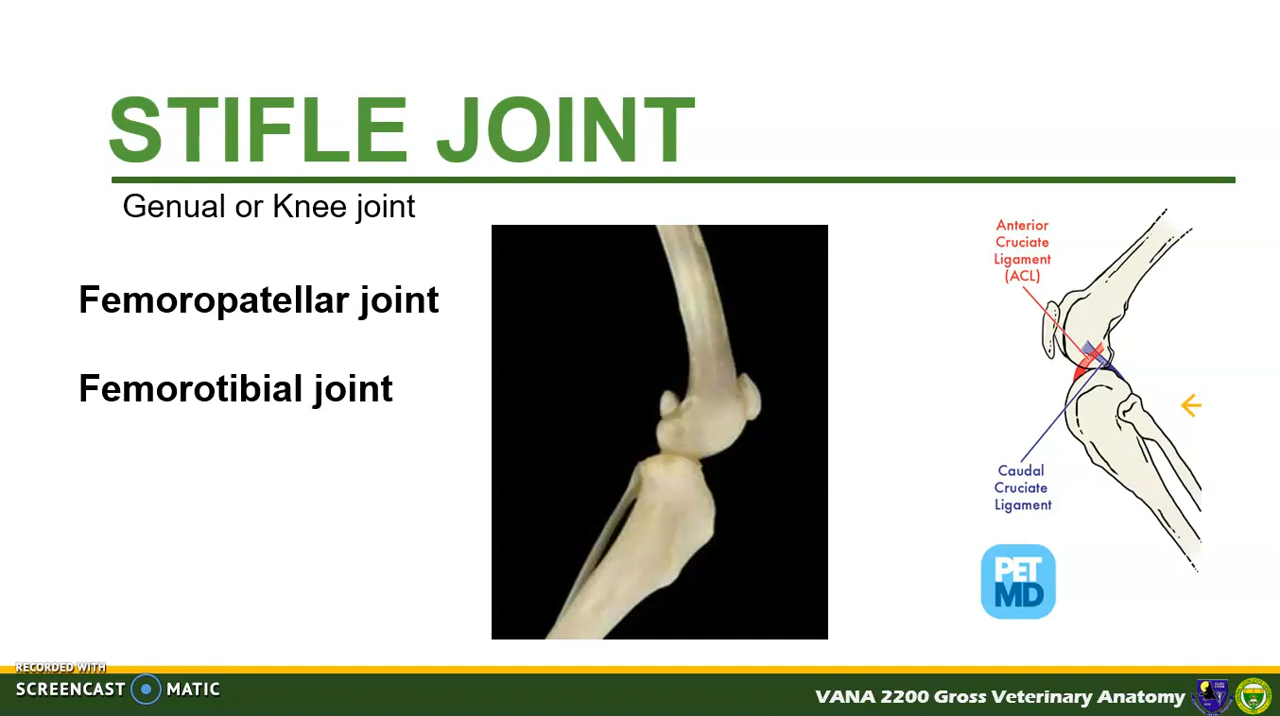 STIFLE JOINT
Genual or Knee joint
Femoropatellar joint
Femorotibial joint
Anterior
Cruciate
Ligament
(ACL)
Caudal
Cruciate
Ligament
PET
MD
RECORDED WITH
SCREENCAST MATIC
VANA 2200 Gross Veterinary Anatomy